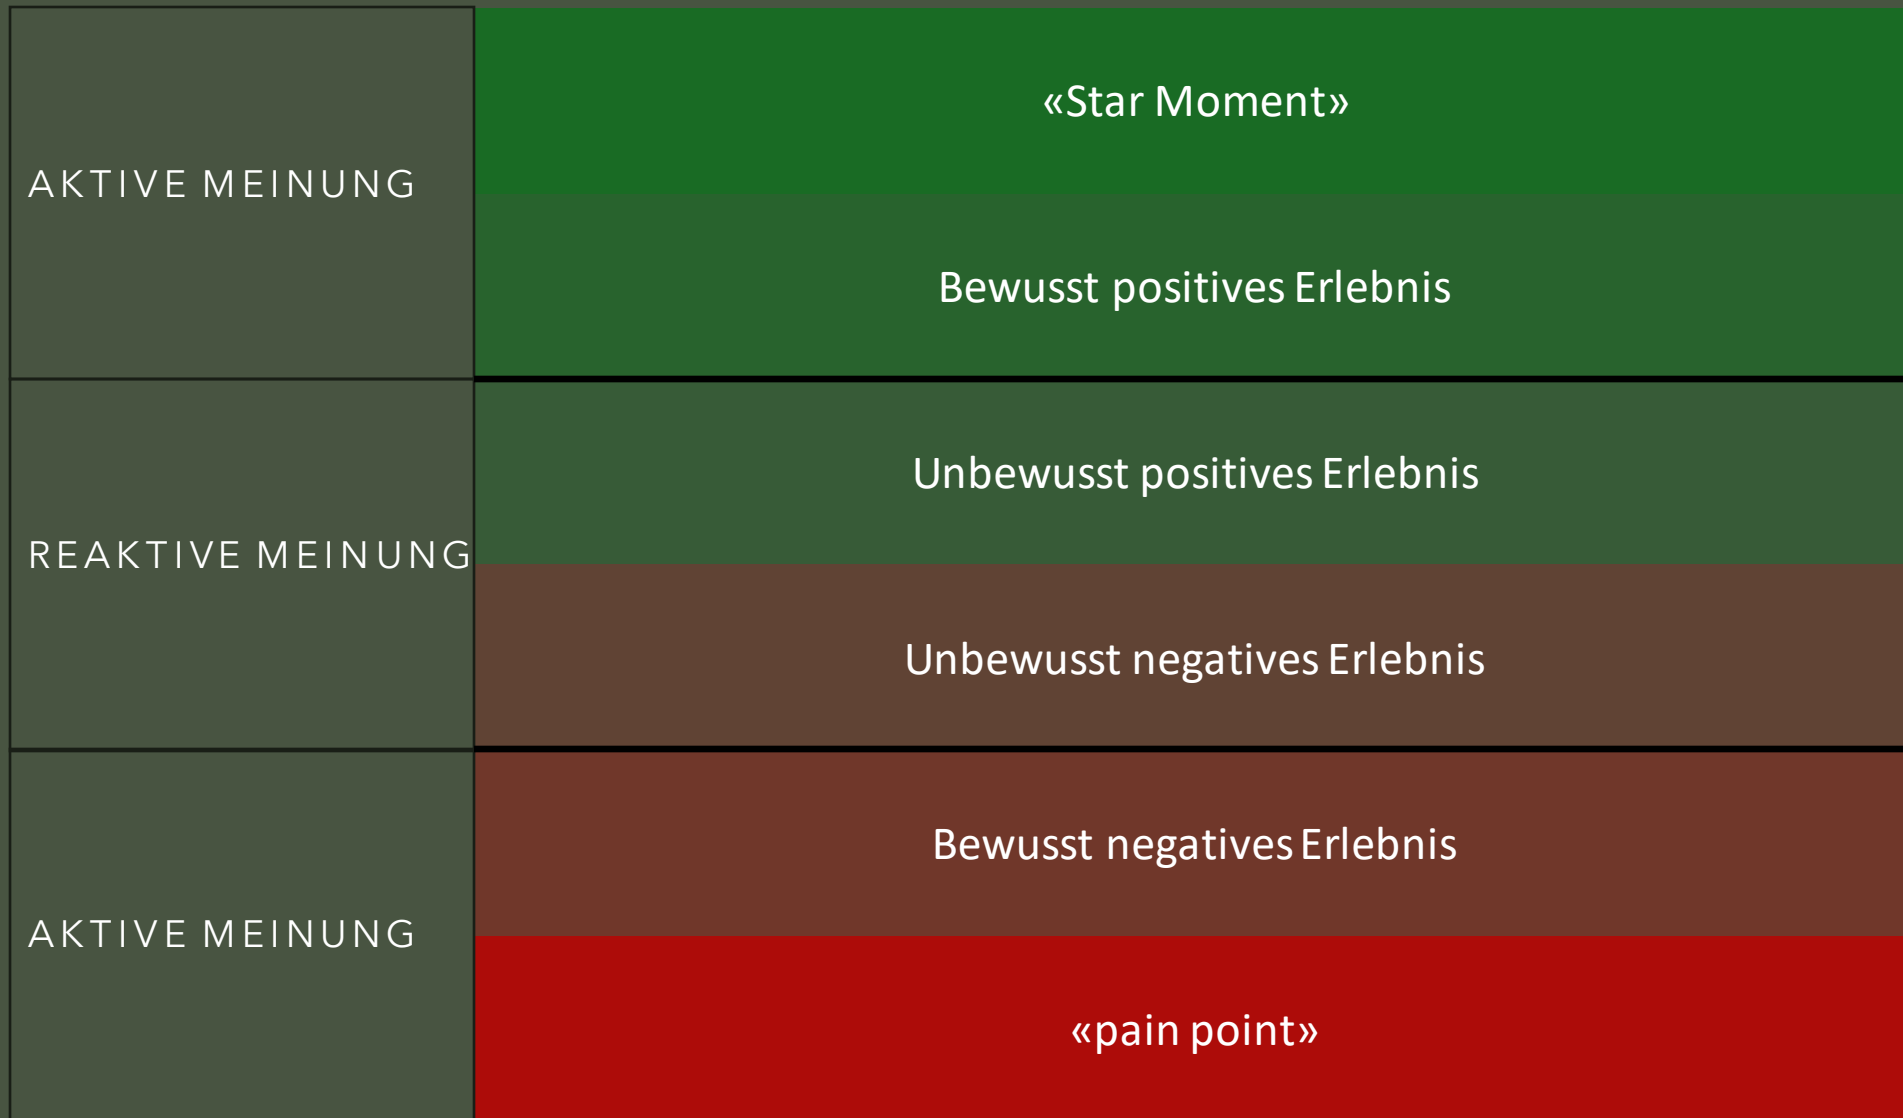 «Star Moment»
AKTIVE MEINUNG
Bewusst positives Erlebnis
Unbewusst positives Erlebnis
REAKTIVE MEINUNG
Unbewusst negatives Erlebnis
Bewusst negatives Erlebnis
AKTIVE MEINUNG
«pain point»